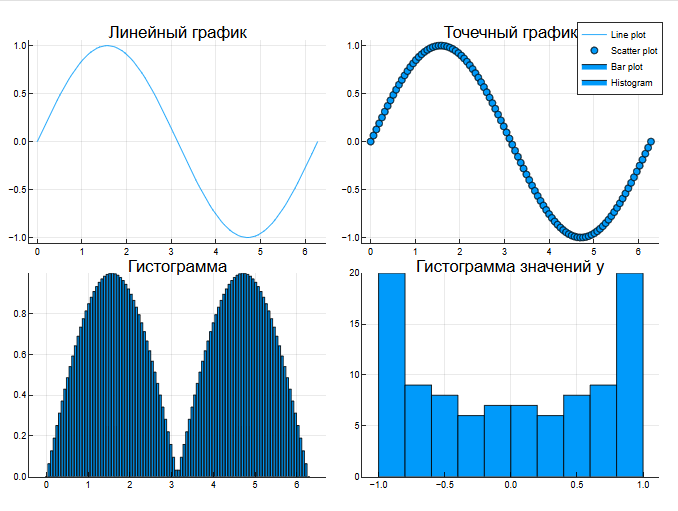 Линейный график
1.0
0.5
0.0
−0.5
−1.0
0 1 2 3 4 5 6
Точечный график
Line plot
Scatter plot
Bar plot
Histogram
1.0
0.5
0.0
−0.5
−1.0
0 1 2 3 4 5 6
Гистограмма
0.8
0.6
0.4
0.2
0.0
0 1 2 3 4 5 6
Гистограмма значений y
20
15
10
5
0
−1.0 −0.5 0.0 0.5 1.0